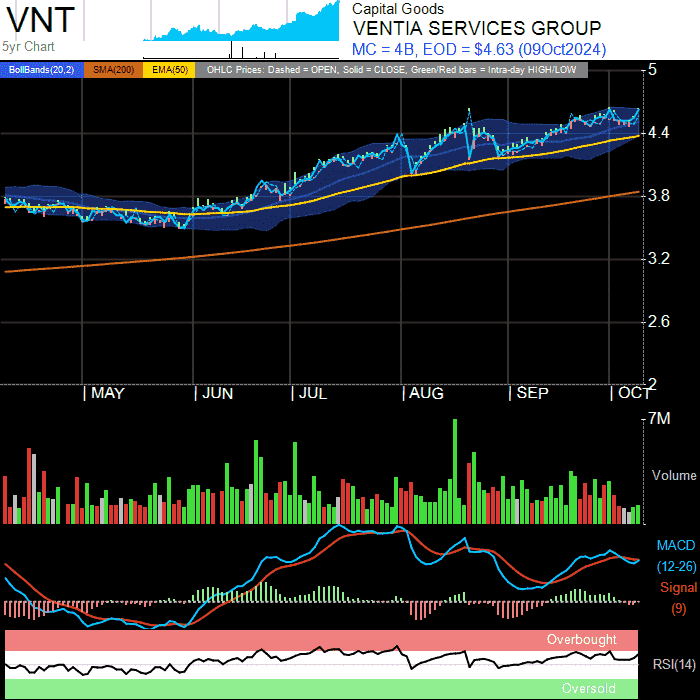 VNT
5yr Chart
Capital Goods
VENTIA SERVICES GROUP
MC = 4B, EOD = $4.63 (09Oct2024)
BollBands(20,2) SMA(200) EMA(50) OHLC Prices: Dashed = OPEN, Solid = CLOSE, Green/Red bars = Intra-day HIGH/LOW
5
4.4
3.8
3.2
2.6
2
| MAY | JUN | JUL | AUG | SEP | OCT
7M
Volume
MACD
(12-26)
Signal
(9)
Overbought
RSI(14)
Oversold